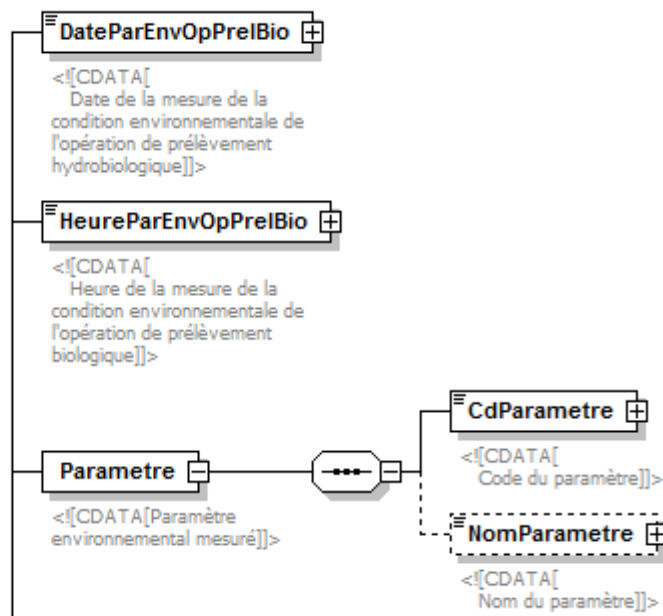 DateParEnvOpPrelBio
<![CDATA[
Date de la mesure de la
condition environnementale de
l'opération de prélèvement
hydrobiologique]]>
HeureParEnvOpPrelBio
<![CDATA[
Heure de la mesure de la
condition environnementale de
l'opération de prélèvement
biologique]]>
Parametre
<![CDATA[Paramètre
environnemental mesuré]]>
CdParametre
<![CDATA[
Code du paramètre]]>
NomParametre
<![CDATA[
Nom du paramètre]]>